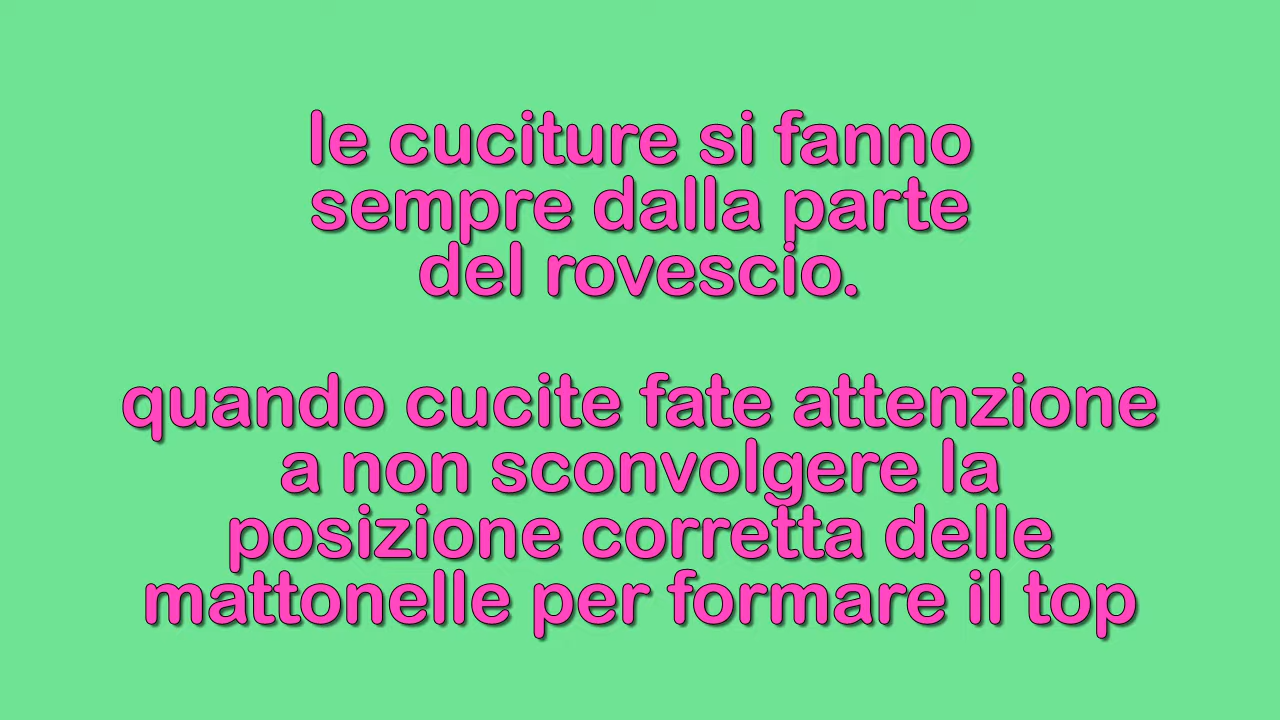 le cuciture si fanno
sempre dalla parte
del rovescio.
quando cucite fate attenzione
a non sconvolgere la
posizione corretta delle
mattonelle per formare il top